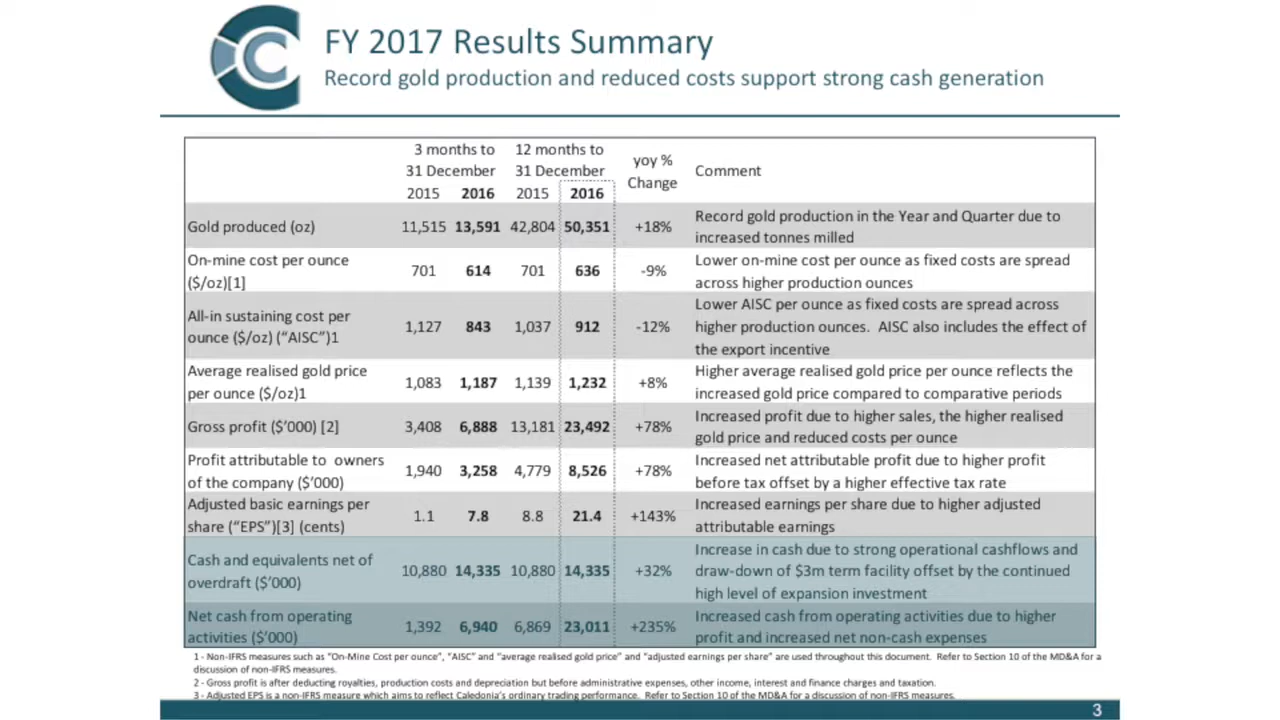 C
FY 2017 Results Summary
Record gold production and reduced costs support strong cash generation
3 months to 12 months to
31 December 31 December
yoy %
Change
Comment
2015 2016 2015 2016
Gold produced (oz) 11,515 13,591 42,804 50,351 +18% Record gold production in the Year and Quarter due to
increased tonnes milled
On-mine cost per ounce
($/oz)[1] 701 614 701 636 -9% Lower on-mine cost per ounce as fixed costs are spread
across higher production ounces
All-in sustaining cost per
ounce ($/oz) (“AISC”)1 1,127 843 1,037 912 -12% Lower AISC per ounce as fixed costs are spread across
higher production ounces. AISC also includes the effect of
the export incentive
Average realised gold price
per ounce ($/oz)1 1,083 1,187 1,139 1,232 +8% Higher average realised gold price per ounce reflects the
increased gold price compared to comparative periods
Gross profit ($’000) [2] 3,408 6,888 13,181 23,492 +78% Increased profit due to higher sales, the higher realised
gold price and reduced costs per ounce
Profit attributable to owners
of the company ($’000) 1,940 3,258 4,779 8,526 +78% Increased net attributable profit due to higher profit
before tax offset by a higher effective tax rate
Adjusted basic earnings per
share (“EPS”)[3] (cents) 1.1 7.8 8.8 21.4 +143% Increased earnings per share due to higher adjusted
attributable earnings
Cash and equivalents net of
overdraft ($’000) 10,880 14,335 10,880 14,335 +32% Increase in cash due to strong operational cashflows and
draw-down of $3m term facility offset by the continued
high level of expansion investment
Net cash from operating
activities ($’000) 1,392 6,940 6,869 23,011 +235% Increased cash from operating activities due to higher
profit and increased net non-cash expenses
1 - Non-IFRS measures such as “On-Mine Cost per ounce”, “AISC” and “average realised gold price” and “adjusted earnings per share” are used throughout this document. Refer to Section 10 of the MD&A for a
discussion of non-IFRS measures.
2 - Gross profit is after deducting royalties, production costs and depreciation but before administrative expenses, other income, interest and finance charges and taxation.
3 - Adjusted EPS is a non-IFRS measure which aims to reflect Caledonia’s ordinary trading performance. Refer to Section 10 of the MD&A for a discussion of non-IFRS measures.
3